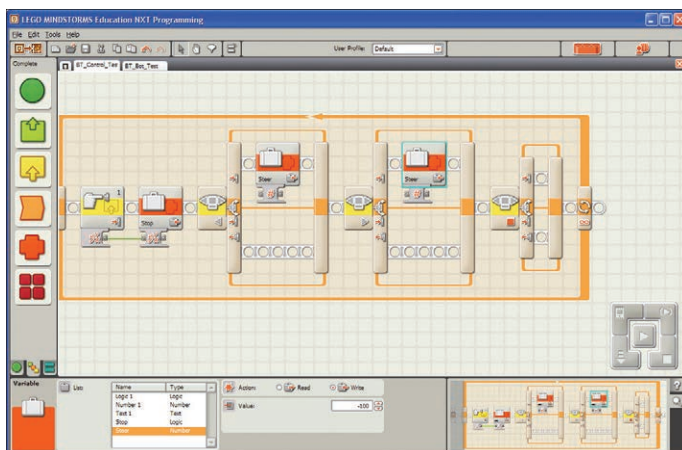 LEGO MINDSTORMS Education NXT Programming
File Edit Tools Help
User Profile: Default
Complete
BT_Control_Test BT_Bot_Test
1
Steer
Steer
Stop
Variable
List:
Name Type
Logic 1 Logic
Number 1 Number
Text 1 Text
Stop Logic
Steer Number
Action: Read Write
Value: -100
?